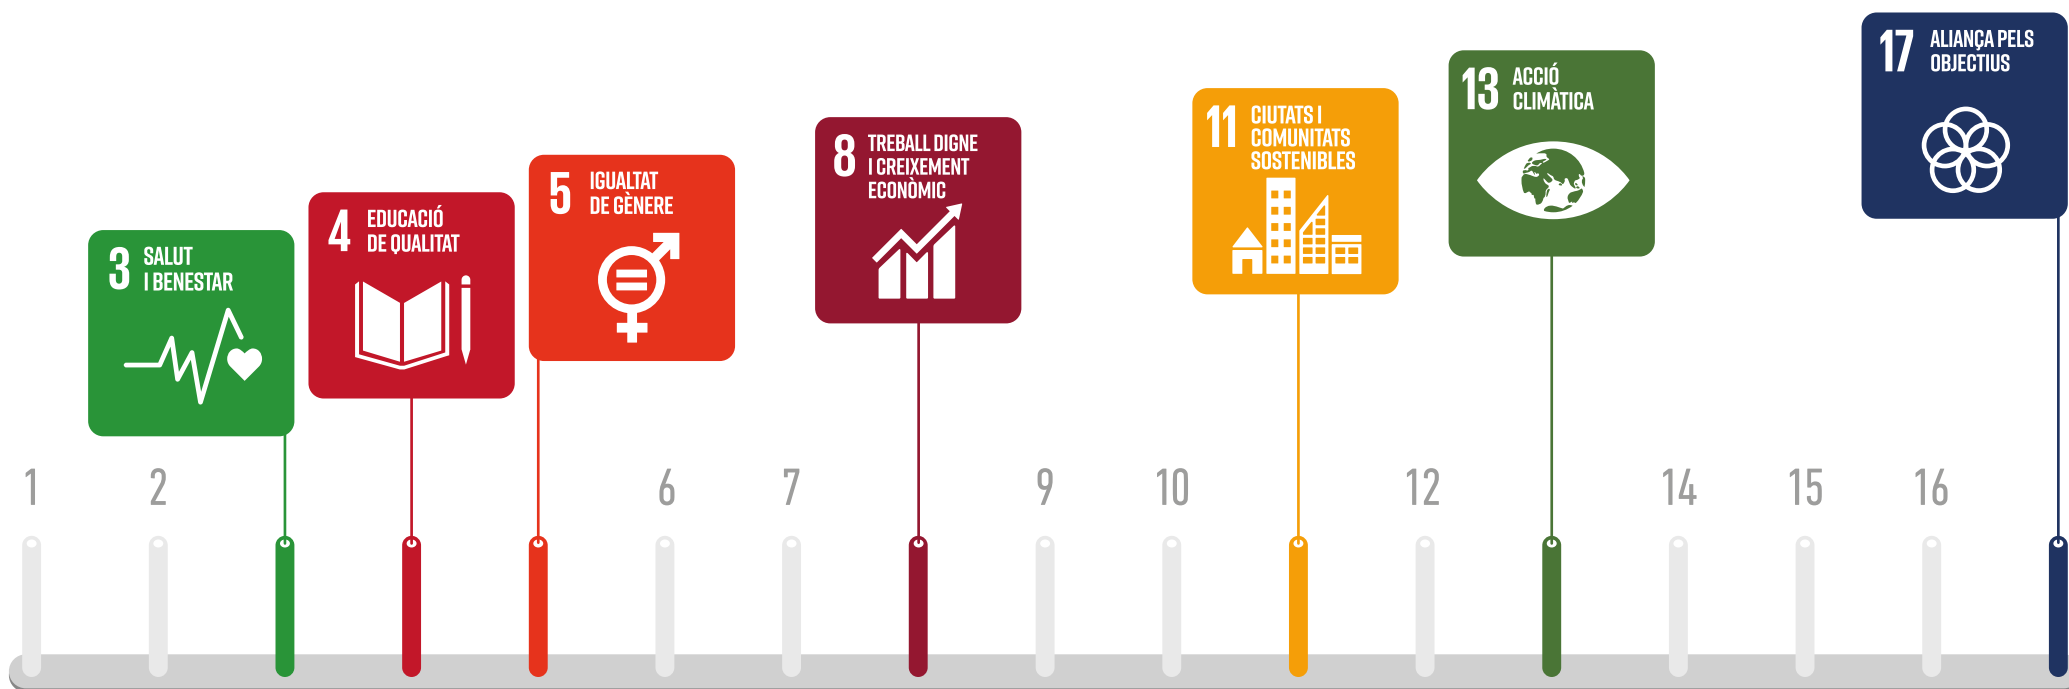 3 SALUT
I BENESTAR
4 EDUCACIÓ
DE QUALITAT
5 IGUALTAT
DE GÈNERE
8 TREBALL DIGNE
I CREIXEMENT
ECONÒMIC
11 CIUTATS I
COMUNITATS
SOSTENIBLES
13 ACCIÓ
CLIMÀTICA
17 ALIANÇA PELS
OBJECTIUS
1 2 6 7 9 10 12 14 15 16